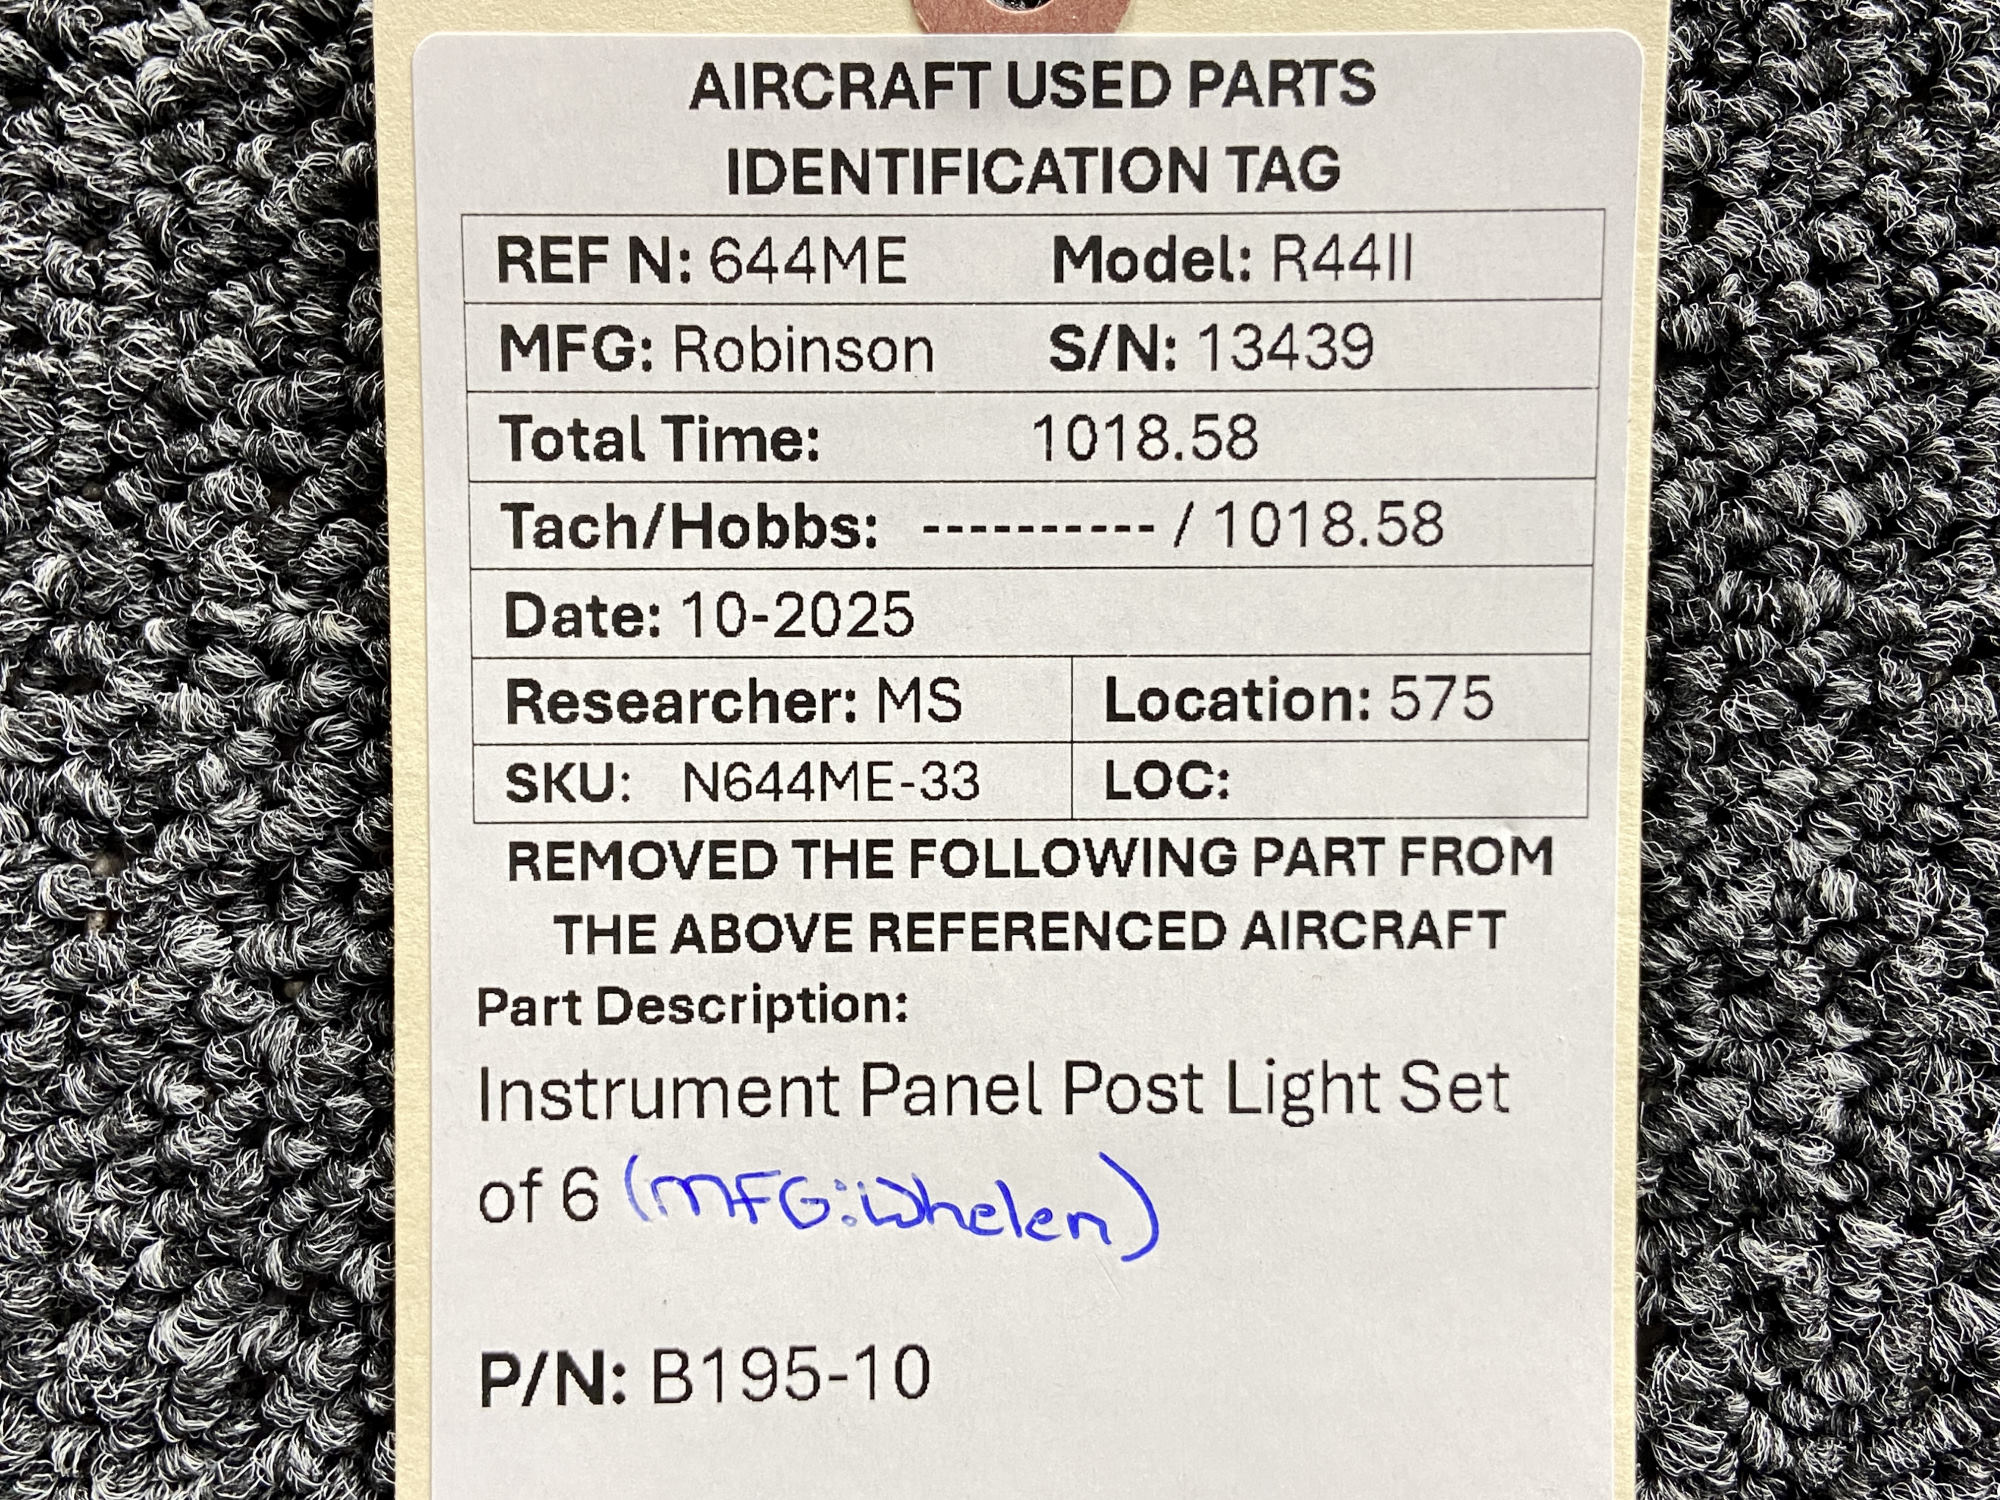 AIRCRAFT USED PARTS
IDENTIFICATION TAG
REF N: 644ME Model: R44II
MFG: Robinson S/N: 13439
Total Time: 1018.58
Tach/Hobbs: ---------- / 1018.58
Date: 10-2025
Researcher: MS Location: 575
SKU: N644ME-33 LOC:
REMOVED THE FOLLOWING PART FROM
THE ABOVE REFERENCED AIRCRAFT
Part Description:
Instrument Panel Post Light Set
of 6 (MFG: Whelen)
P/N: B195-10